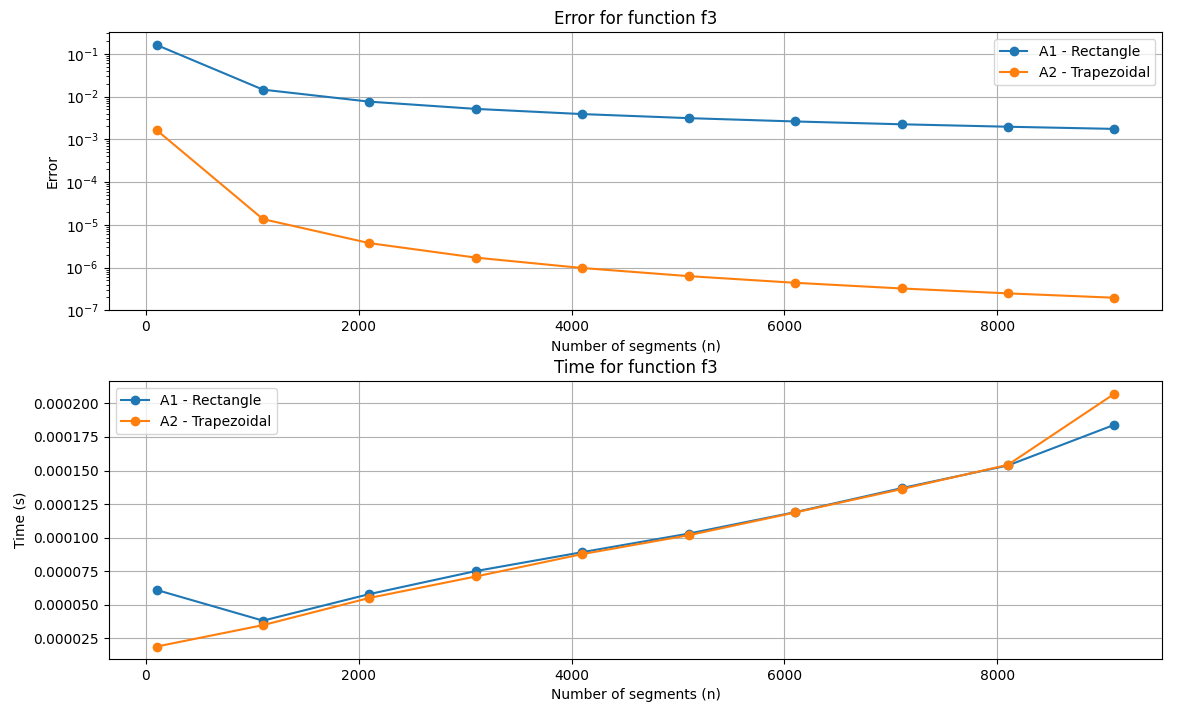 Error for function f3
A1 - Rectangle
A2 - Trapezoidal
Error
10⁻¹
10⁻²
10⁻³
10⁻⁴
10⁻⁵
10⁻⁶
10⁻⁷
0 2000 4000 6000 8000
Number of segments (n)
Time for function f3
A1 - Rectangle
A2 - Trapezoidal
Time (s)
0.000200
0.000175
0.000150
0.000125
0.000100
0.000075
0.000050
0.000025
0 2000 4000 6000 8000
Number of segments (n)